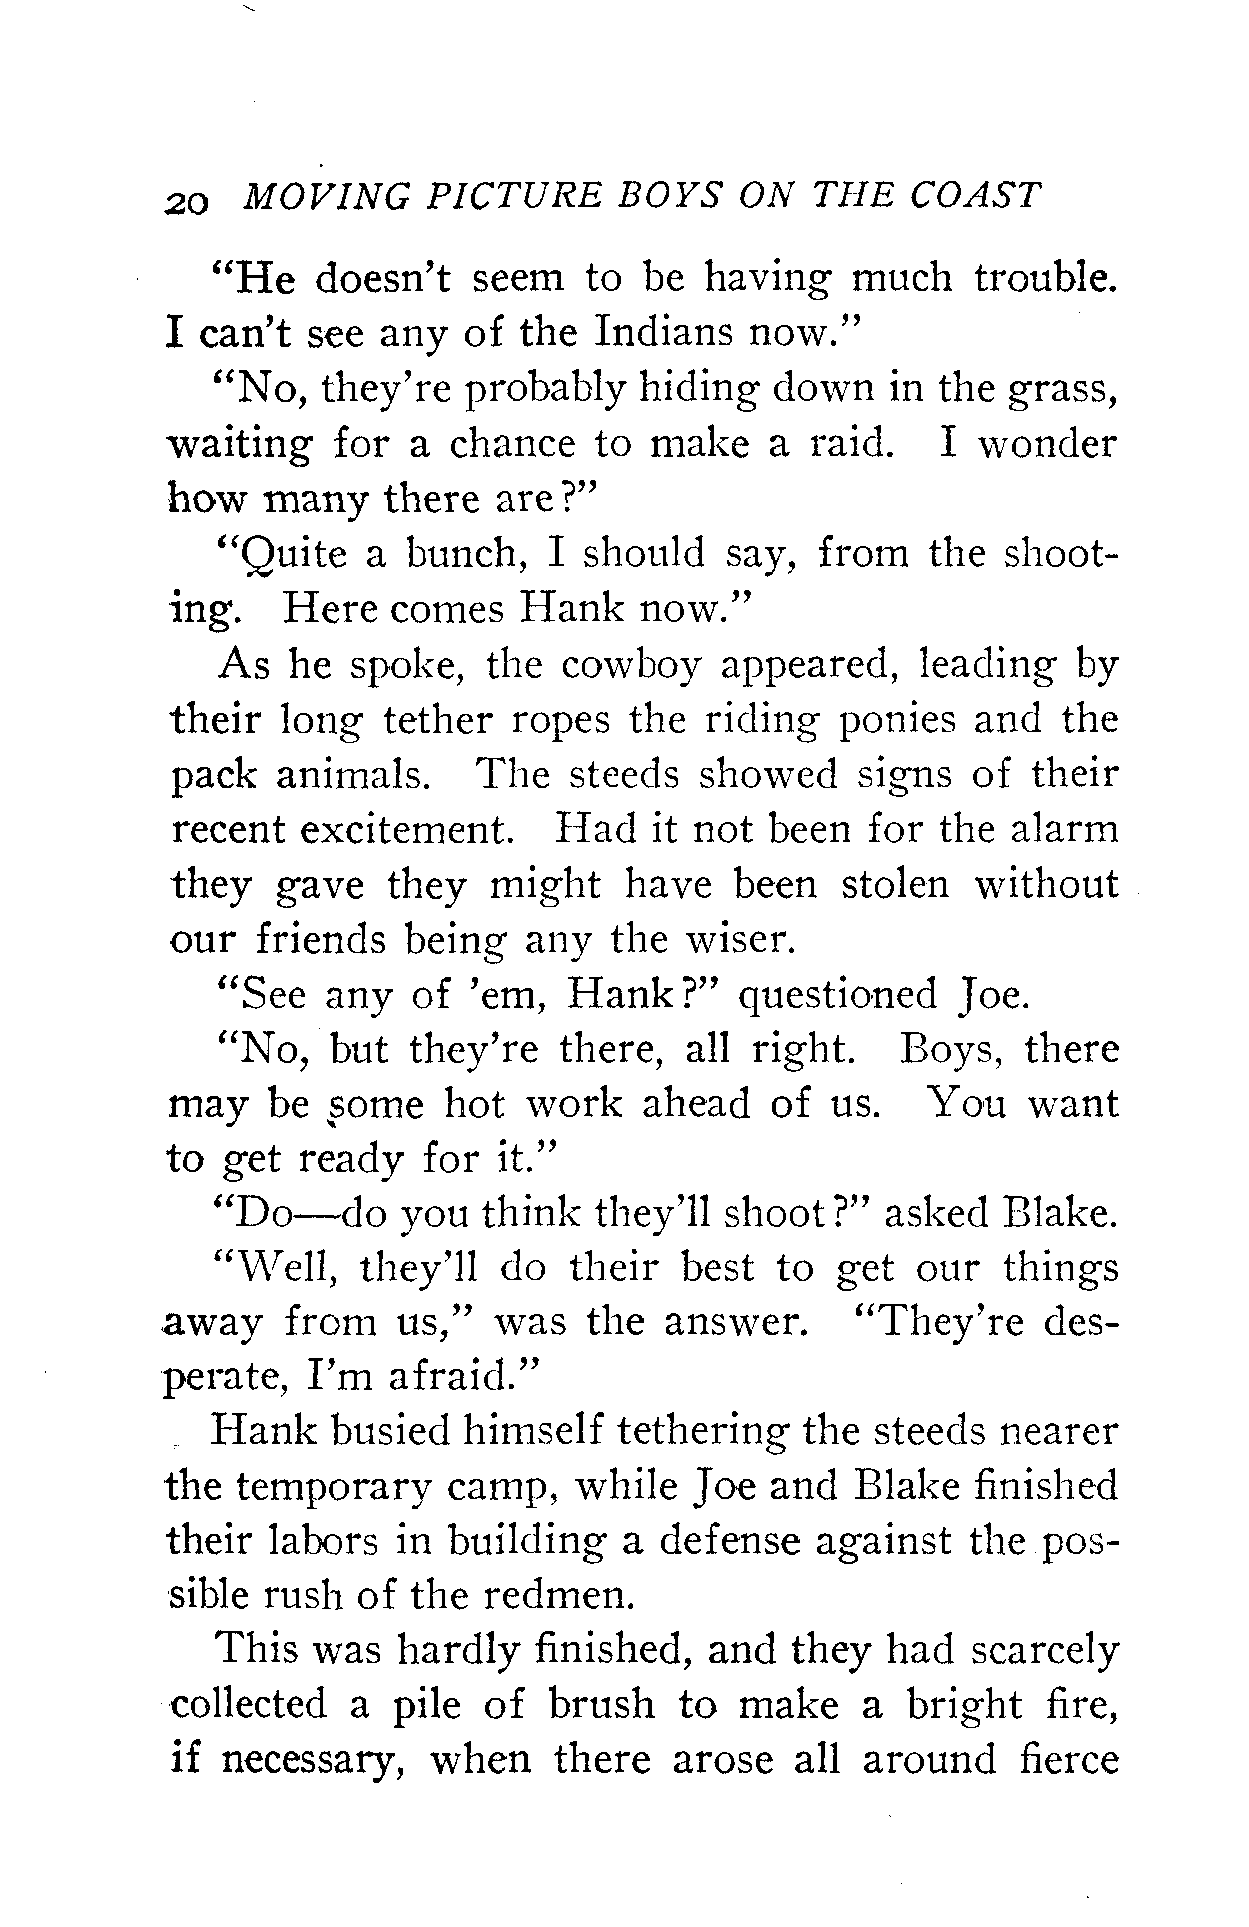 20 MOVING PICTURE BOYS ON THE COAST
“He doesn’t seem to be having much trouble.
I can’t see any of the Indians now.”
“No, they’re probably hiding down in the grass,
waiting for a chance to make a raid. I wonder
how many there are?”
“Quite a bunch, I should say, from the shoot-
ing. Here comes Hank now.”
As he spoke, the cowboy appeared, leading by
their long tether ropes the riding ponies and the
pack animals. The steeds showed signs of their
recent excitement. Had it not been for the alarm
they gave they might have been stolen without
our friends being any the wiser.
“See any of ’em, Hank?” questioned Joe.
“No, but they’re there, all right. Boys, there
may be some hot work ahead of us. You want
to get ready for it.”
“Do—do you think they’ll shoot?” asked Blake.
“Well, they’ll do their best to get our things
away from us,” was the answer. “They’re des-
perate, I’m afraid.”
Hank busied himself tethering the steeds nearer
the temporary camp, while Joe and Blake finished
their labors in building a defense against the pos-
sible rush of the redmen.
This was hardly finished, and they had scarcely
collected a pile of brush to make a bright fire,
if necessary, when there arose all around fierce